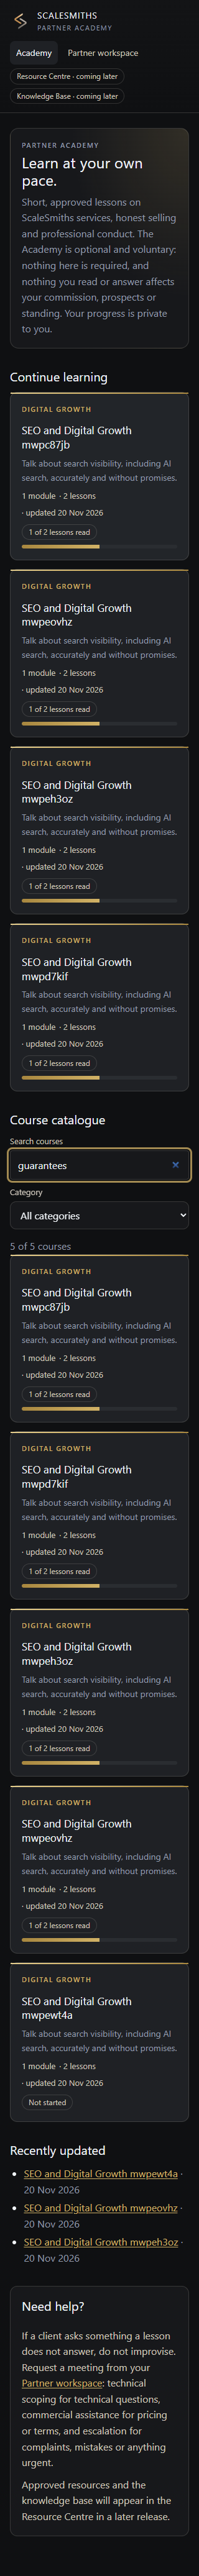 SCALESMITHS
PARTNER ACADEMY
Academy
Partner workspace
Resource Centre · coming later
Knowledge Base · coming later
PARTNER ACADEMY
Learn at your own
pace.
Short, approved lessons on
ScaleSmiths services, honest selling
and professional conduct. The
Academy is optional and voluntary:
nothing here is required, and
nothing you read or answer affects
your commission, prospects or
standing. Your progress is private
to you.
Continue learning
DIGITAL GROWTH
SEO and Digital Growth
mwpc87jb
Talk about search visibility, including AI
search, accurately and without promises.
1 module · 2 lessons
· updated 20 Nov 2026
1 of 2 lessons read
DIGITAL GROWTH
SEO and Digital Growth
mwpeovhz
Talk about search visibility, including AI
search, accurately and without promises.
1 module · 2 lessons
· updated 20 Nov 2026
1 of 2 lessons read
DIGITAL GROWTH
SEO and Digital Growth
mwpeh3oz
Talk about search visibility, including AI
search, accurately and without promises.
1 module · 2 lessons
· updated 20 Nov 2026
1 of 2 lessons read
DIGITAL GROWTH
SEO and Digital Growth
mwpd7kif
Talk about search visibility, including AI
search, accurately and without promises.
1 module · 2 lessons
· updated 20 Nov 2026
1 of 2 lessons read
Course catalogue
Search courses
guarantees
Category
All categories
5 of 5 courses
DIGITAL GROWTH
SEO and Digital Growth
mwpc87jb
Talk about search visibility, including AI
search, accurately and without promises.
1 module · 2 lessons
· updated 20 Nov 2026
1 of 2 lessons read
DIGITAL GROWTH
SEO and Digital Growth
mwpd7kif
Talk about search visibility, including AI
search, accurately and without promises.
1 module · 2 lessons
· updated 20 Nov 2026
1 of 2 lessons read
DIGITAL GROWTH
SEO and Digital Growth
mwpeh3oz
Talk about search visibility, including AI
search, accurately and without promises.
1 module · 2 lessons
· updated 20 Nov 2026
1 of 2 lessons read
DIGITAL GROWTH
SEO and Digital Growth
mwpeovhz
Talk about search visibility, including AI
search, accurately and without promises.
1 module · 2 lessons
· updated 20 Nov 2026
1 of 2 lessons read
DIGITAL GROWTH
SEO and Digital Growth
mwpewt4a
Talk about search visibility, including AI
search, accurately and without promises.
1 module · 2 lessons
· updated 20 Nov 2026
Not started
Recently updated
SEO and Digital Growth mwpewt4a ·
20 Nov 2026
SEO and Digital Growth mwpeovhz ·
20 Nov 2026
SEO and Digital Growth mwpeh3oz ·
20 Nov 2026
Need help?
If a client asks something a lesson
does not answer, do not improvise.
Request a meeting from your
Partner workspace: technical
scoping for technical questions,
commercial assistance for pricing
or terms, and escalation for
complaints, mistakes or anything
urgent.
Approved resources and the
knowledge base will appear in the
Resource Centre in a later release.